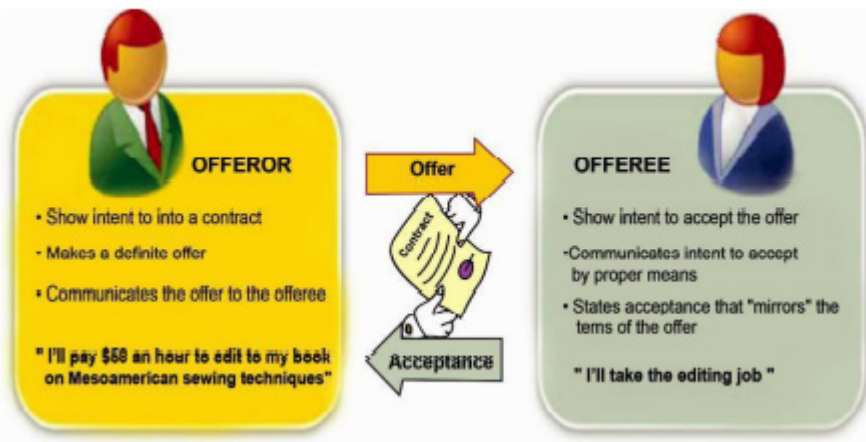 OFFEROR
• Show intent to into a contract
- Makes a definite offer
• Communicates the offer to the offeree
" I'll pay $58 an hour to edit to my book
on Mesoamerican sewing techniques"
Offer
Contract
Acceptance
OFFEREE
• Show intent to accept the offer
-Communicates intent to accept
by proper means
• States acceptance that "mirrors" the
tems of the offer
" I'll take the editing job "